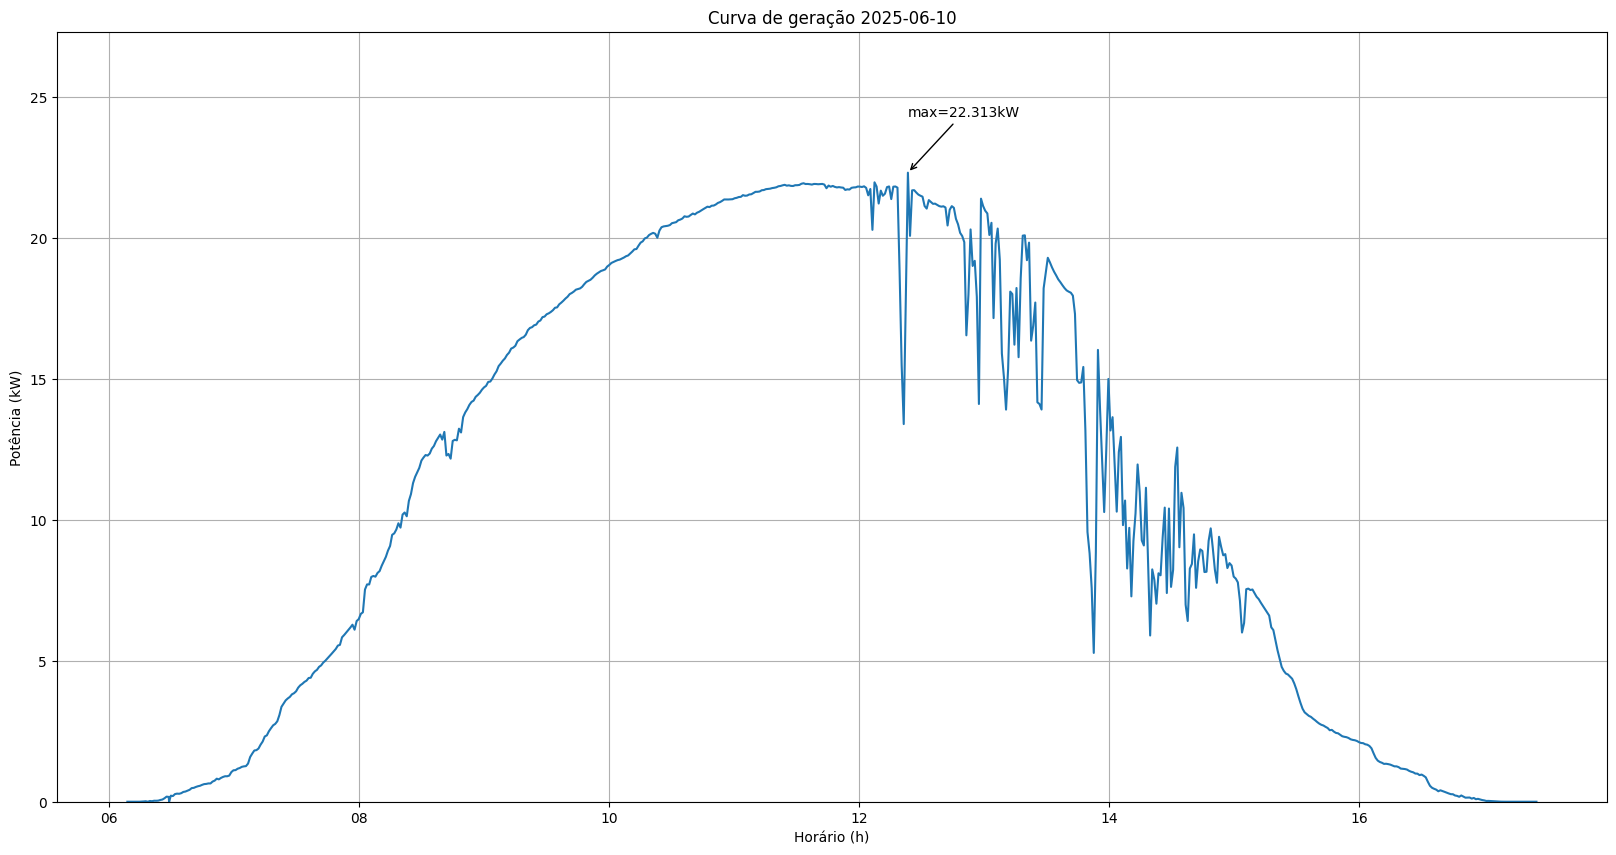 Curva de geração 2025-06-10
25
max=22.313kW
20
15
Potência (kW)
10
5
0
06 08 10 12 14 16
Horário (h)